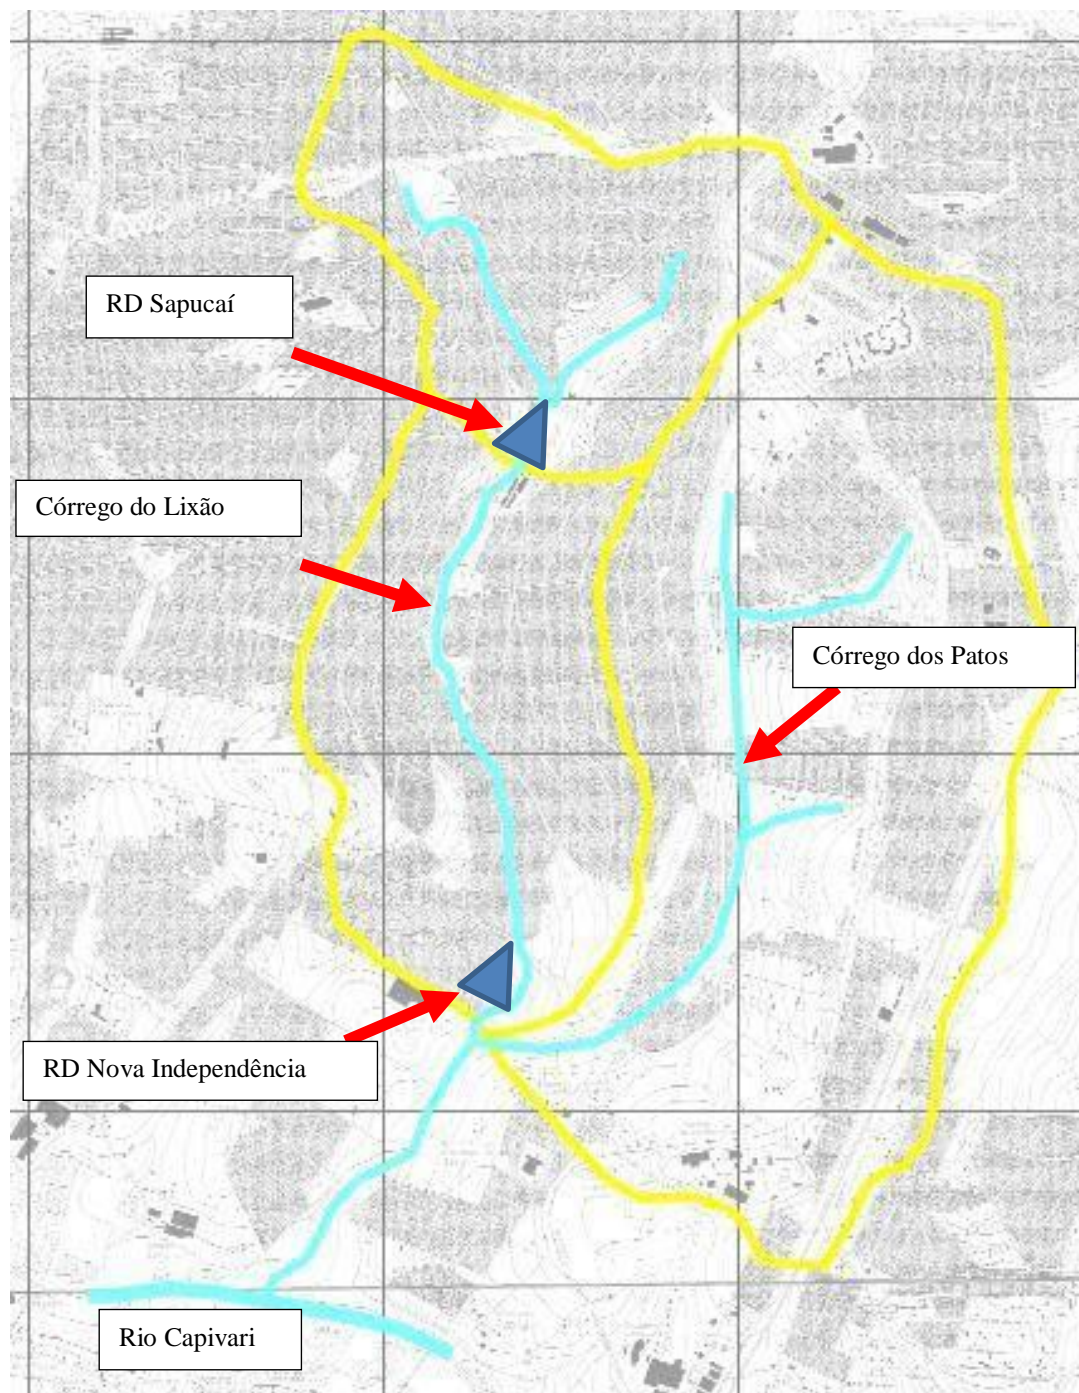 RD Sapucaí
Córrego do Lixão
Córrego dos Patos
RD Nova Independência
Rio Capivari